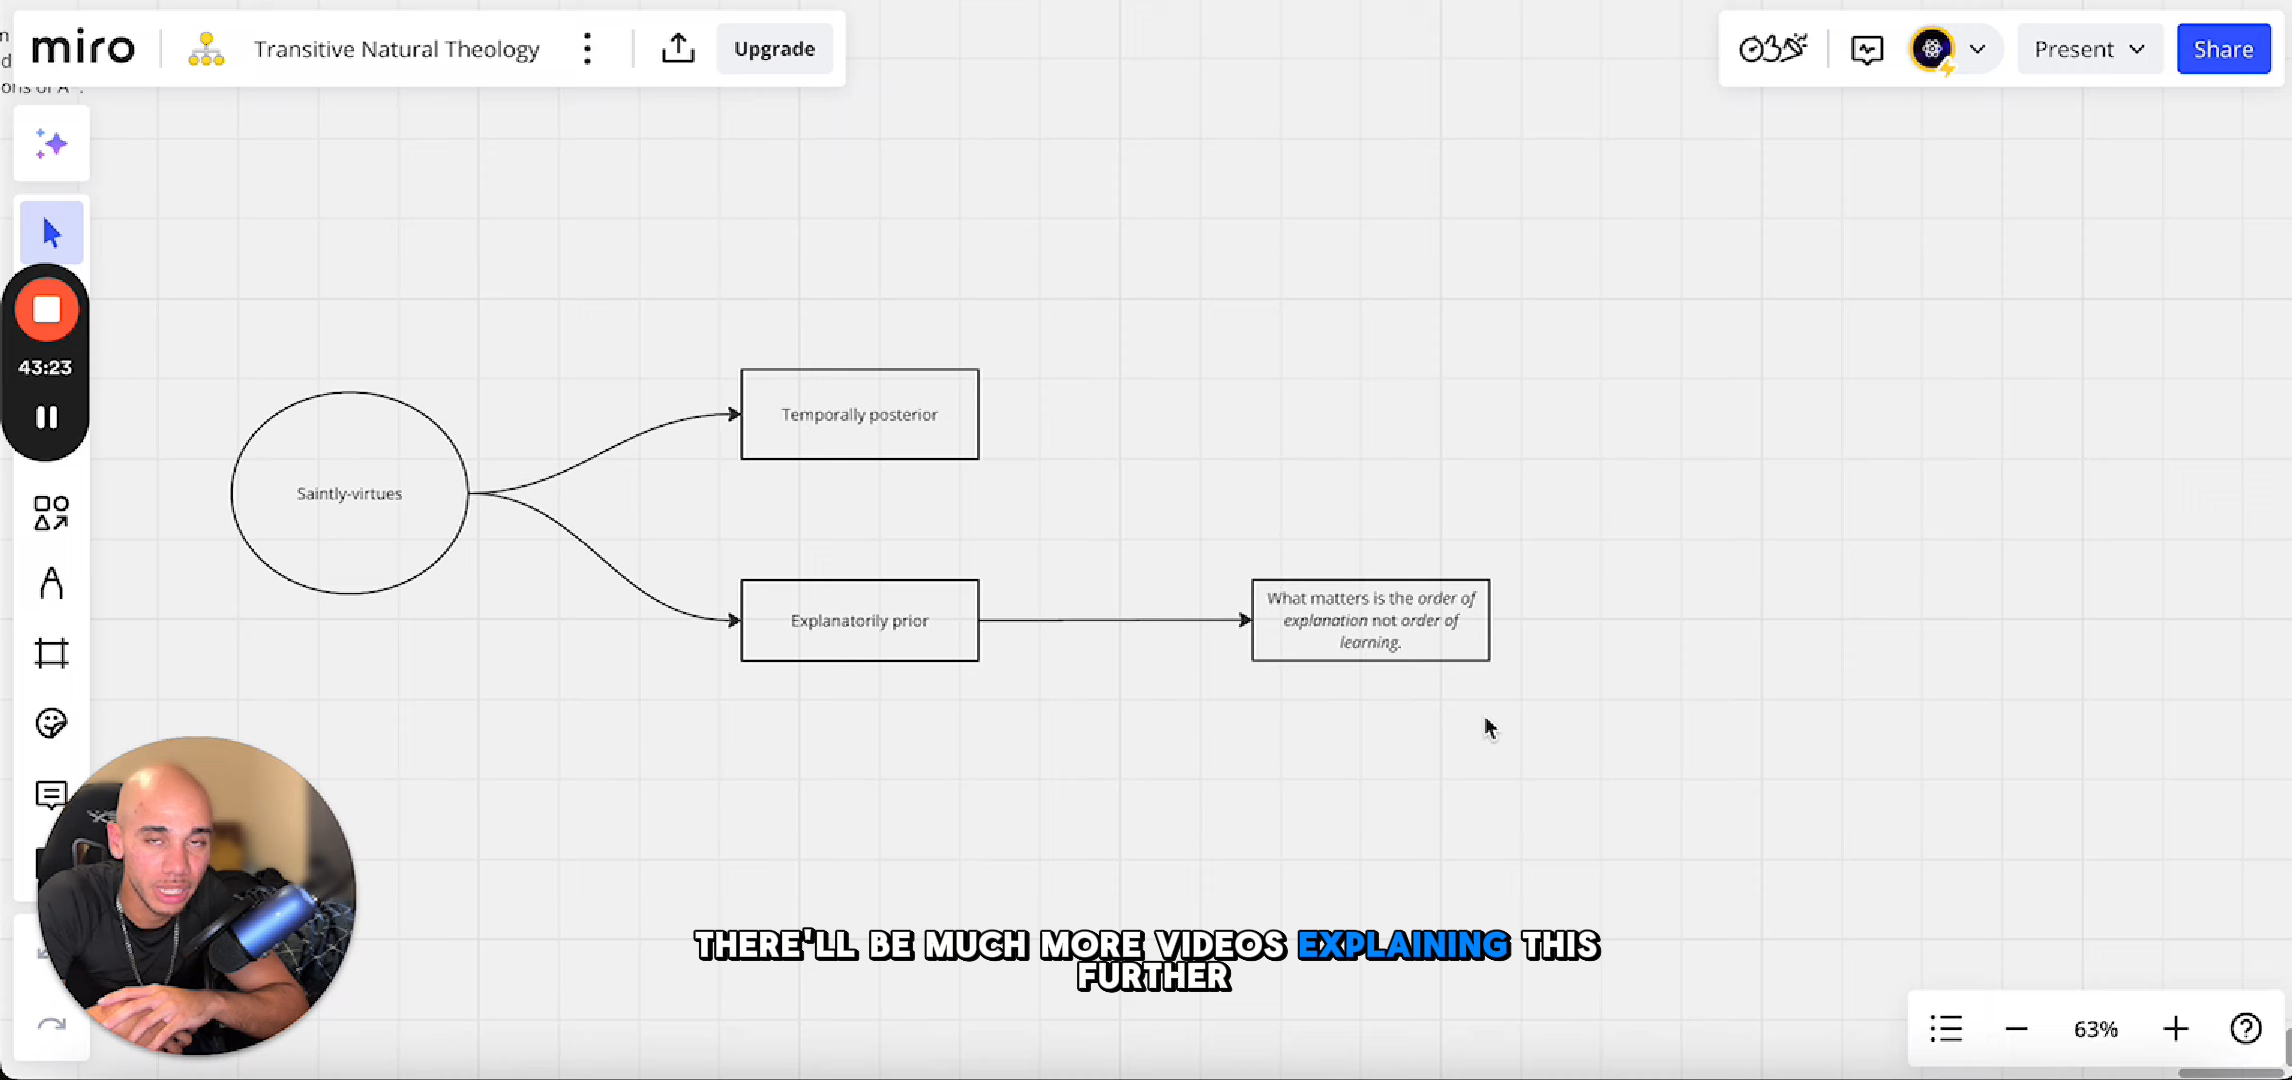 miro
Transitive Natural Theology
Upgrade
Present
Share
43:23
Saintly-virtues
Temporally posterior
Explanatorily prior
What matters is the order of
explanation not order of
learning.
THERE'LL BE MUCH MORE VIDEOS EXPLAINING THIS
FURTHER
63%